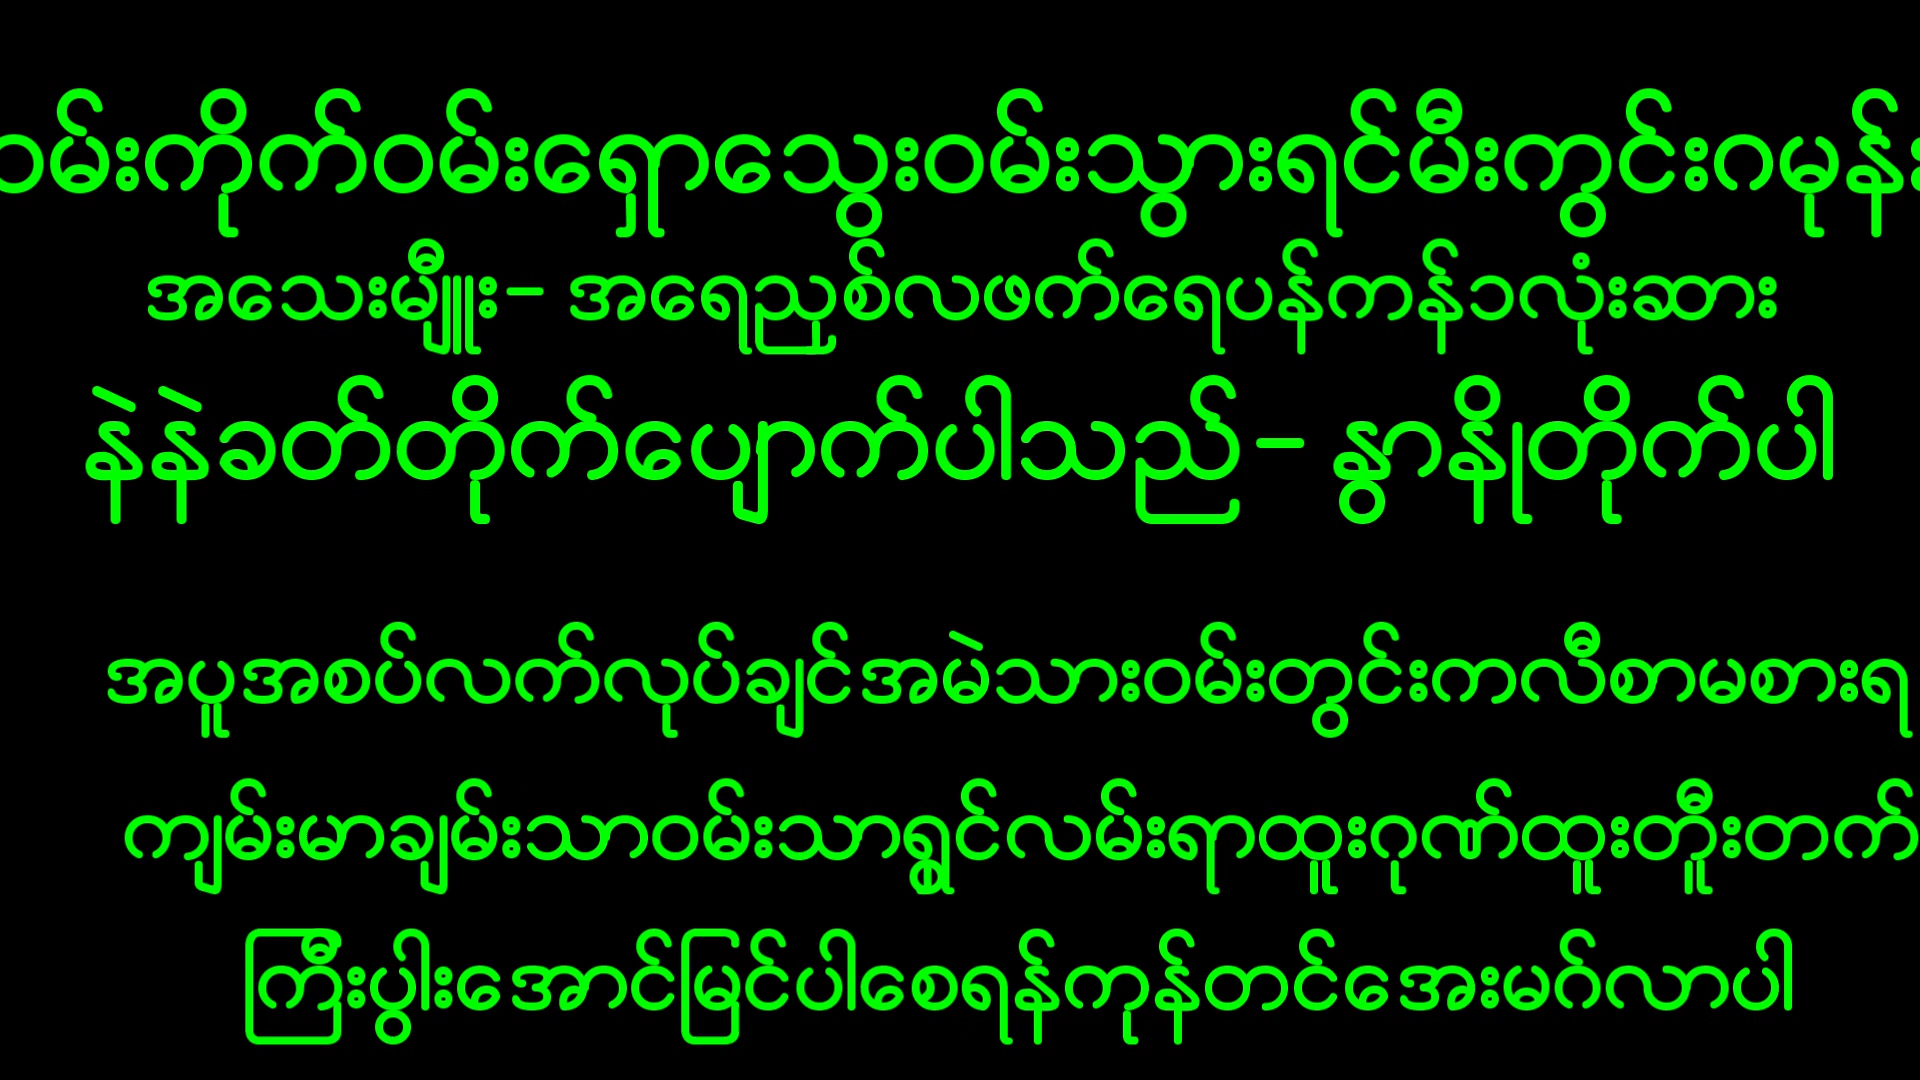 ဝမ်းကိုက်ဝမ်းရှောသွေးဝမ်းသွားရင်မီးကွင်းဂမုန်း
အသေးမျှီူး– အရေညှစ်လဖက်ရေပန်ကန်၁လုံးဆား
နဲနဲခတ်တိုက်ပျောက်ပါသည်– နွာနို့တိုက်ပါ
အပူအစပ်လက်လုပ်ချင်အမဲသားဝမ်းတွင်းကလီစာမစားရ
ကျမ်းမာချမ်းသာဝမ်းသာရွှင်လမ်းရာထူးဂုဏ်ထူးတိူးတက်
ကြီးပွါးအောင်မြင်ပါစေရန်ကုန်တင်အေးမဂ်လာပါ